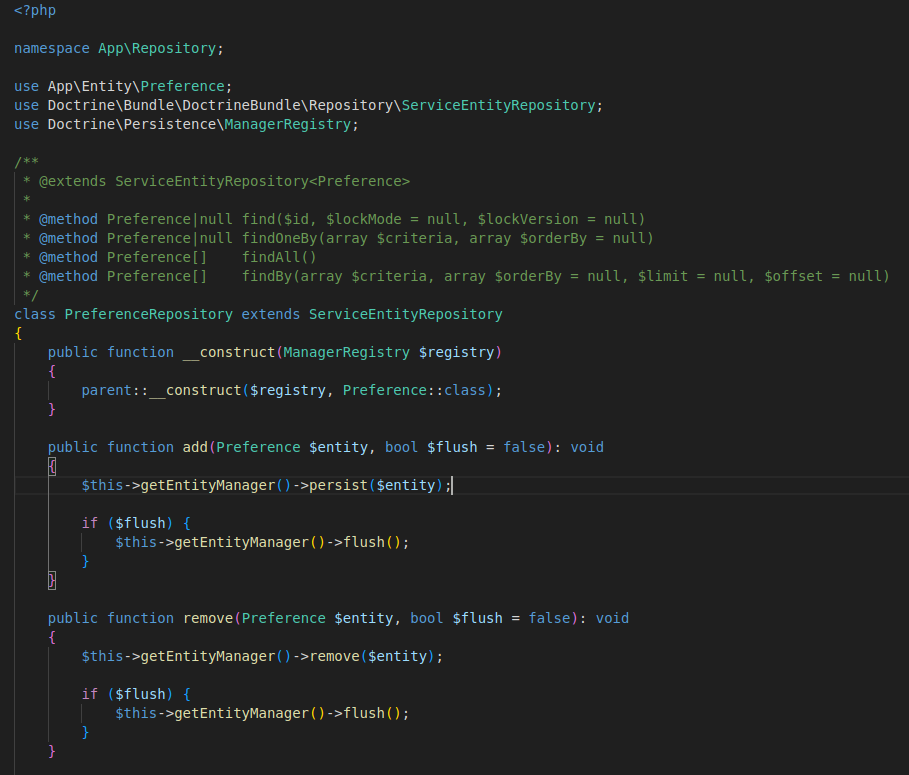 <?php
namespace App\Repository;
use App\Entity\Preference;
use Doctrine\Bundle\DoctrineBundle\Repository\ServiceEntityRepository;
use Doctrine\Persistence\ManagerRegistry;
/**
 * @extends ServiceEntityRepository<Preference>
 *
 * @method Preference|null find($id, $lockMode = null, $lockVersion = null)
 * @method Preference|null findOneBy(array $criteria, array $orderBy = null)
 * @method Preference[]    findAll()
 * @method Preference[]    findBy(array $criteria, array $orderBy = null, $limit = null, $offset = null)
 */
class PreferenceRepository extends ServiceEntityRepository
{
    public function __construct(ManagerRegistry $registry)
    {
        parent::__construct($registry, Preference::class);
    }
    public function add(Preference $entity, bool $flush = false): void
    {
        $this->getEntityManager()->persist($entity);
        if ($flush) {
            $this->getEntityManager()->flush();
        }
    }
    public function remove(Preference $entity, bool $flush = false): void
    {
        $this->getEntityManager()->remove($entity);
        if ($flush) {
            $this->getEntityManager()->flush();
        }
    }